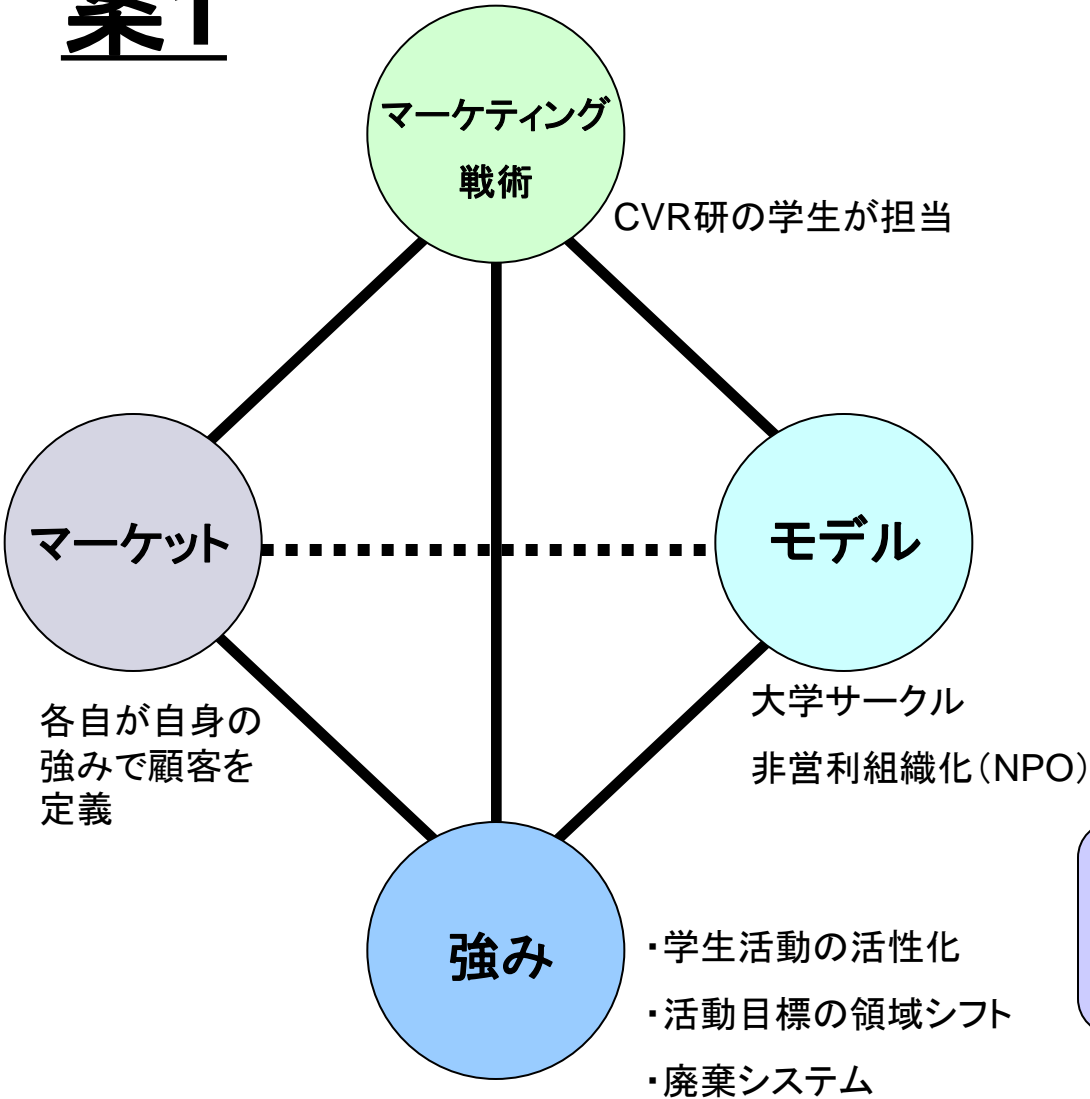 案1
マーケティング
戦術
CVR研の学生が担当
マーケット
モデル
各自が自身の
強みで顧客を
定義
大学サークル
非営利組織化(NPO)
強み
・学生活動の活性化
・活動目標の領域シフト
・廃棄システム